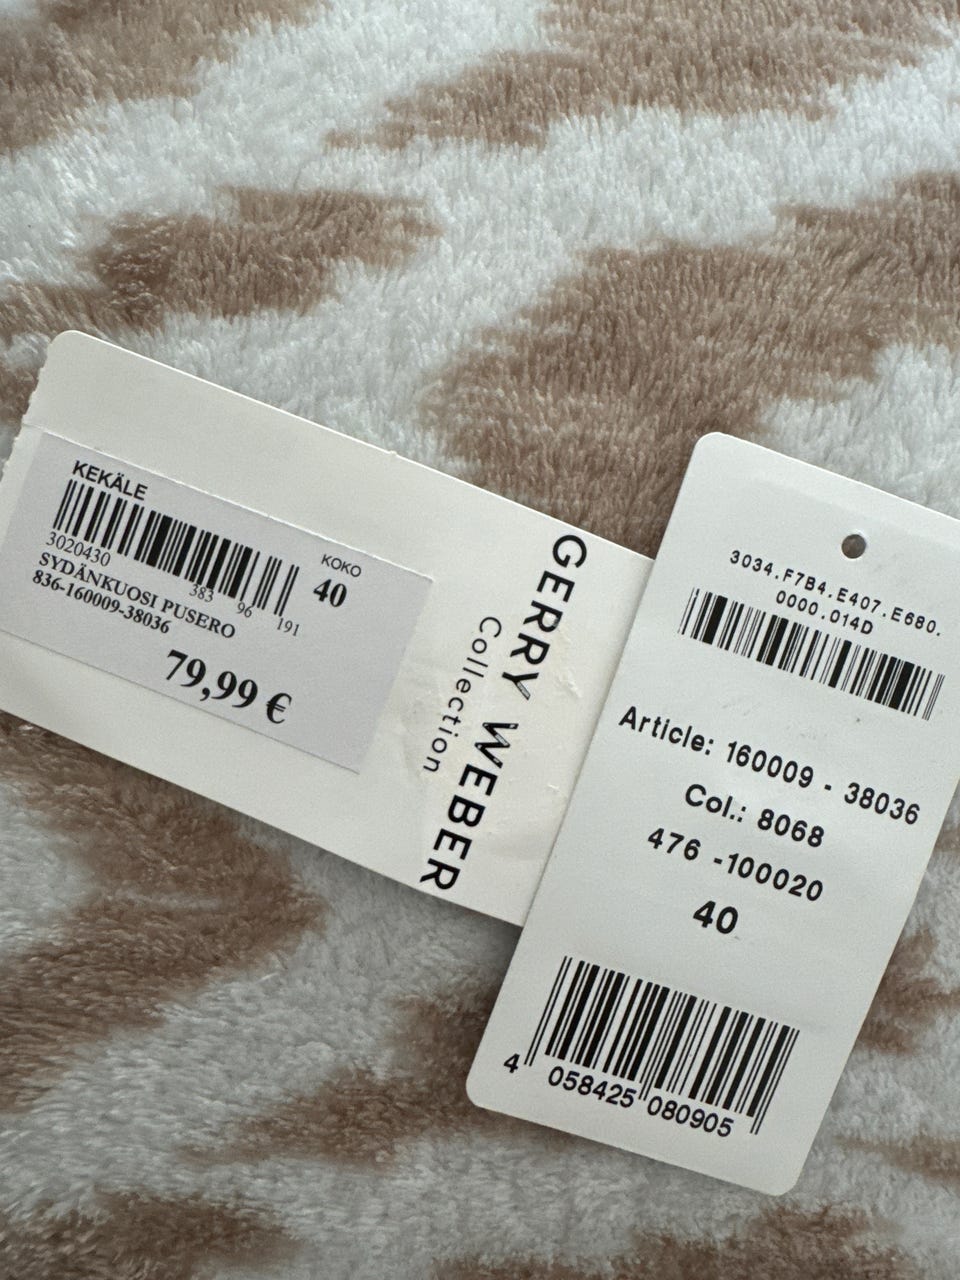 KEKÄLE
KOKO
3020430
40
383 96 191
SYDÄNKUOSI PUSERO
836-160009-38036
79,99 €
GERRY WEBER
Collection
3034.F7B4.E407.E680.
0000.014D
Article: 160009 - 38036
Col.: 8068
476 -100020
40
4 058425 080905